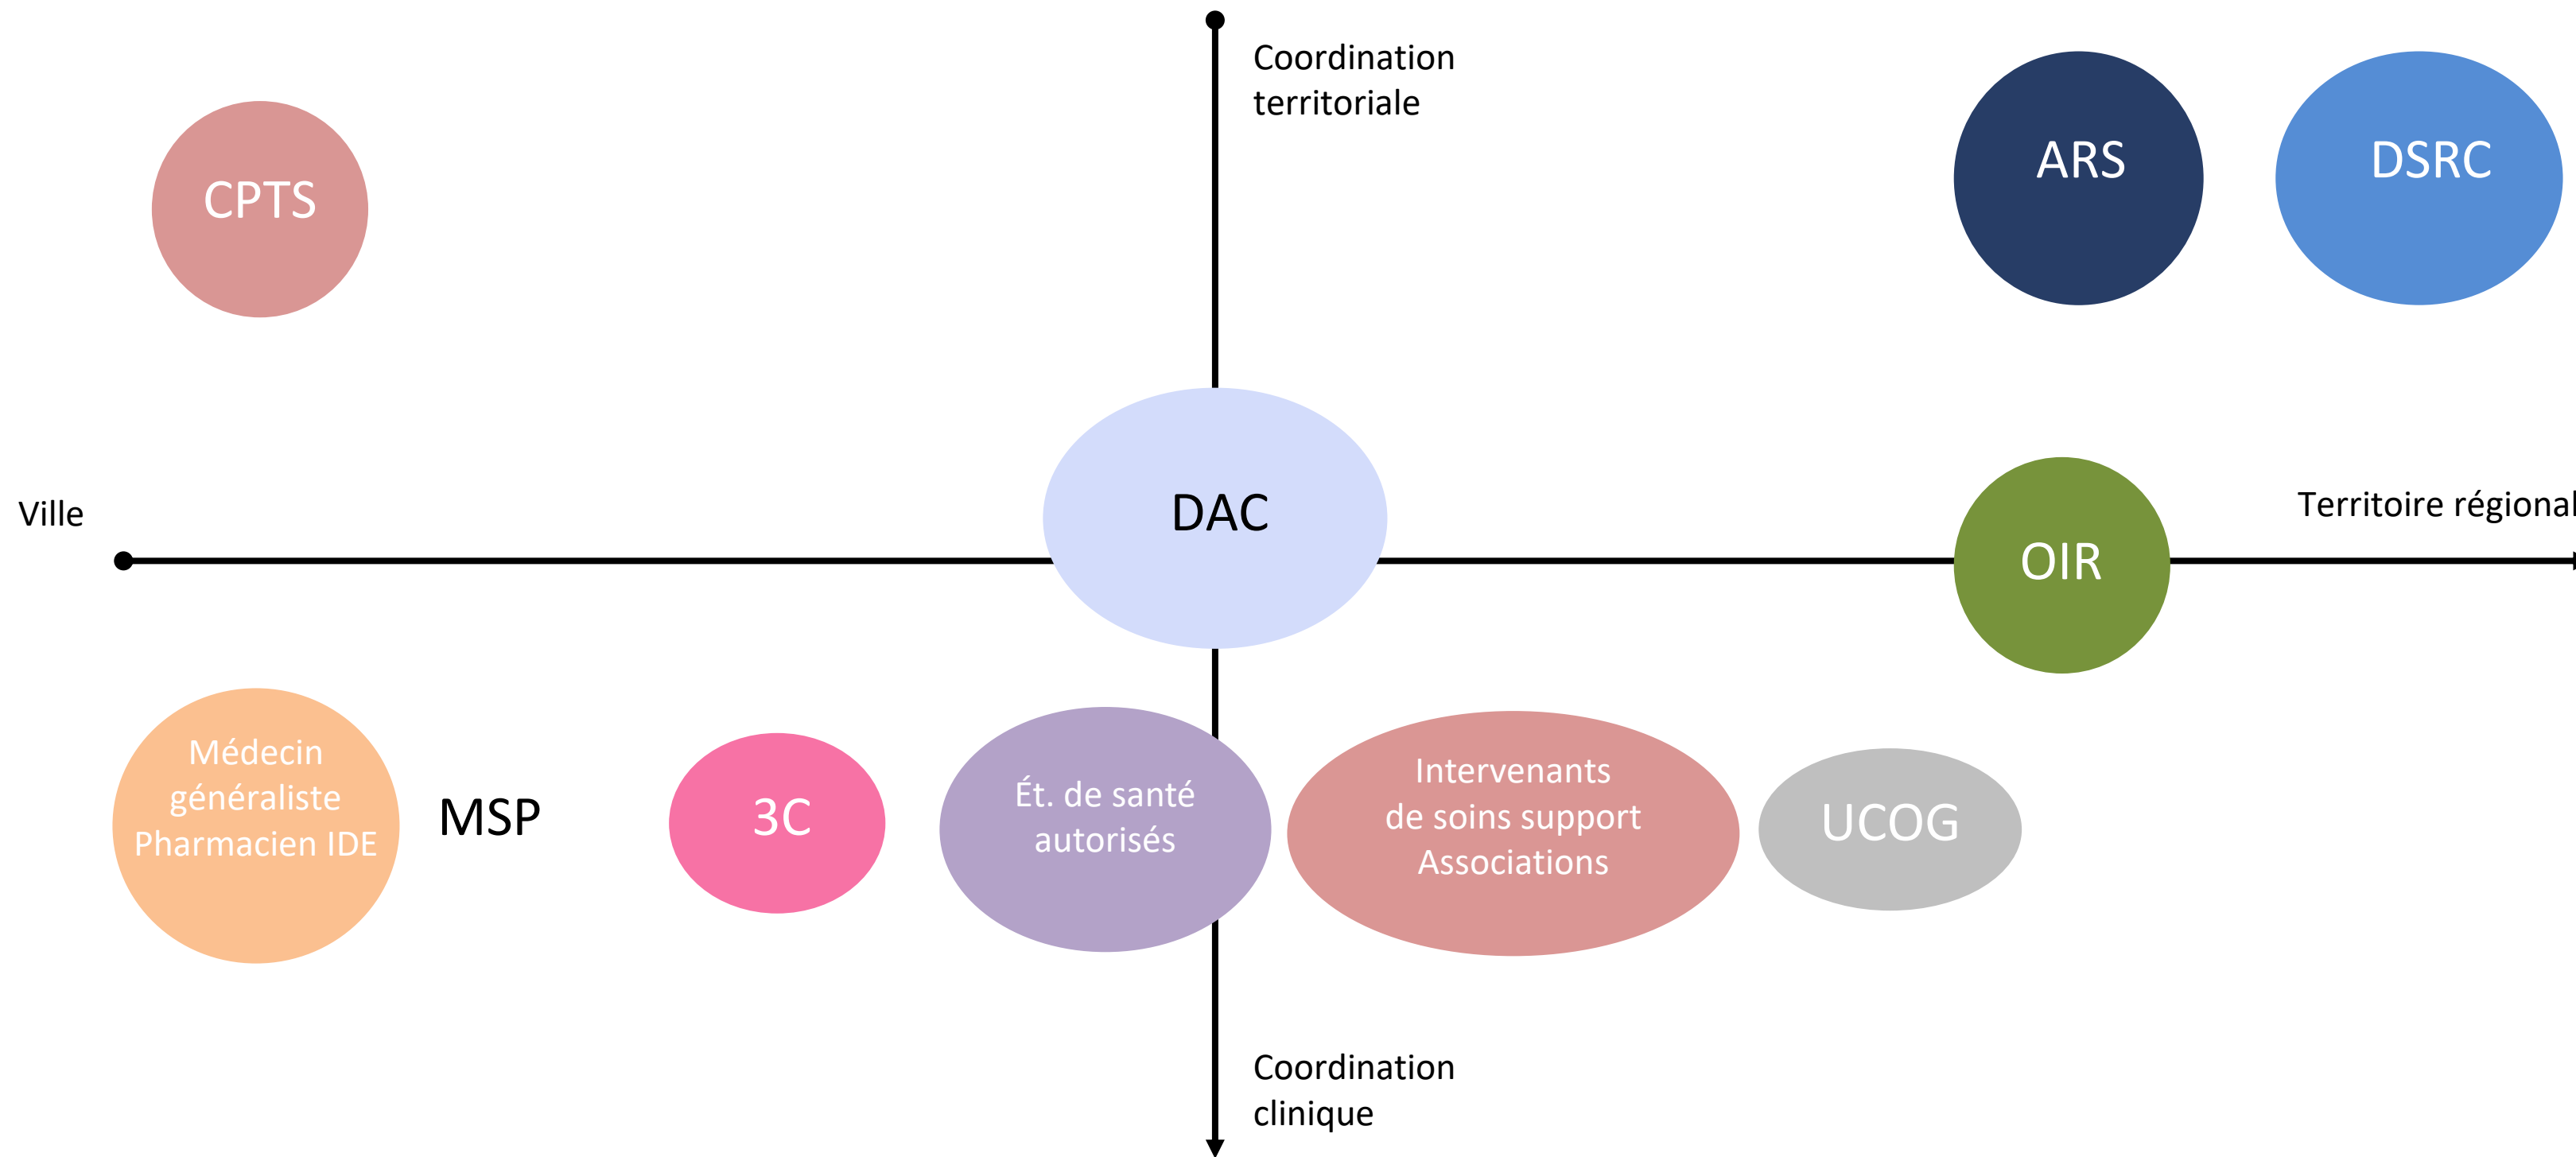 Coordination
territoriale
CPTS
ARS
DSRC
Ville
DAC
OIR
Territoire régional
Médecin
généraliste
Pharmacien IDE
MSP
3C
Ét. de santé
autorisés
Intervenants
de soins support
Associations
UCOG
Coordination
clinique